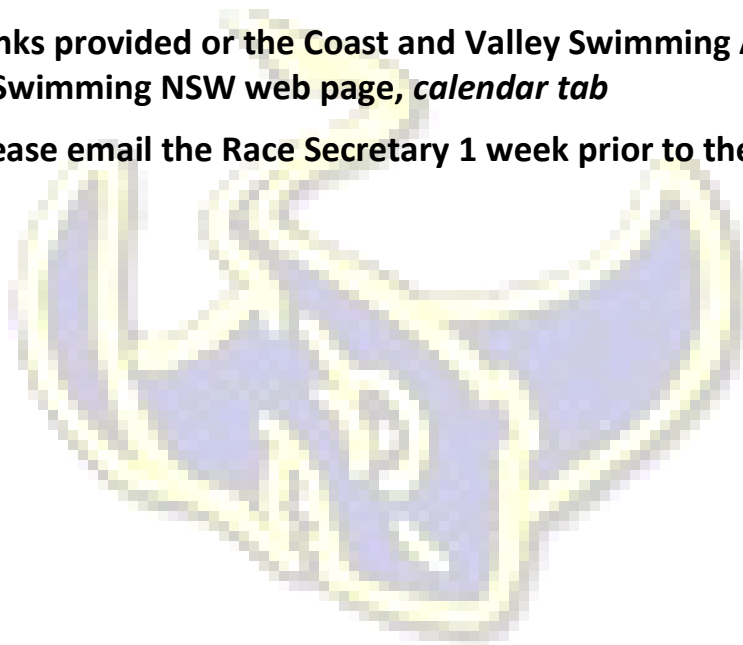 nks provided or the Coast and Valley Swimming
Swimming NSW web page, calendar tab
ease email the Race Secretary 1 week prior to the